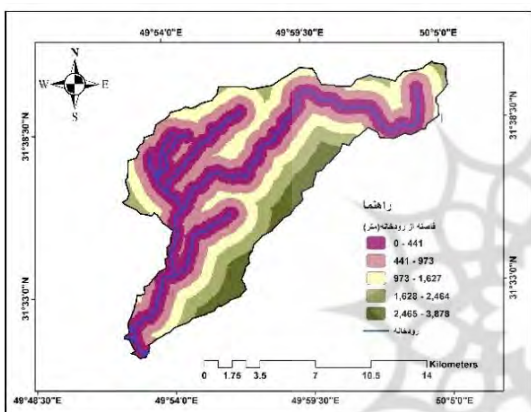 49°54'0"E 49°59'30"E 50°5'0"E
N
W E
S
31°38'30"N 31°38'30"N
راهنما
فاصله از رودخانه(متر)
0 - 441
441 - 973
973 - 1,627
1,628 - 2,464
2,465 - 3,878
رودخانه
31°33'0"N 31°33'0"N
Kilometers
0 1.75 3.5 7 10.5 14
49°48'30"E 49°54'0"E 49°59'30"E 50°5'0"E